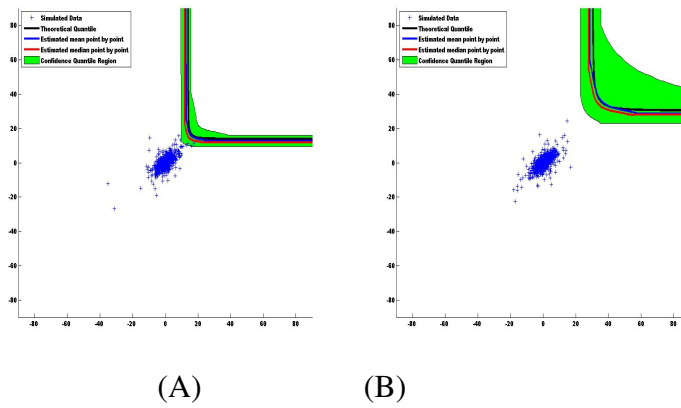 80
60
40
20
0
-20
-40
-60
-80
-80 -60 -40 -20 0 20 40 60 80
Simulated Data
Theoretical Quantile
Estimated mean point by point
Estimated median point by point
Confidence Quantile Region
80
60
40
20
0
-20
-40
-60
-80
-80 -60 -40 -20 0 20 40 60 80
Simulated Data
Theoretical Quantile
Estimated mean point by point
Estimated median point by point
Confidence Quantile Region
(A) (B)